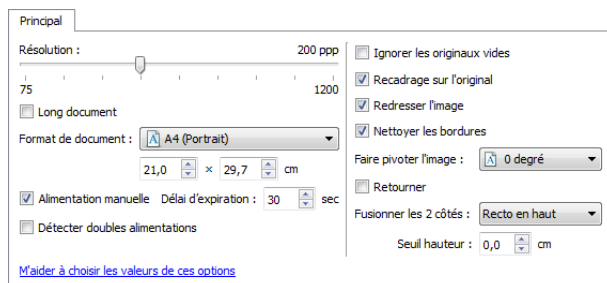 Principal
Résolution :
200 ppp
75
1200
Long document
Format de document : A4 (Portrait)
21,0 × 29,7 cm
Alimentation manuelle Délai d'expiration : 30 sec
Détecter doubles alimentations
M'aider à choisir les valeurs de ces options
Ignorer les originaux vides
Recadrage sur l'original
Redresser l'image
Nettoyer les bordures
Faire pivoter l'image : 0 degré
Retourner
Fusionner les 2 côtés : Recto en haut
Seuil hauteur : 0,0 cm